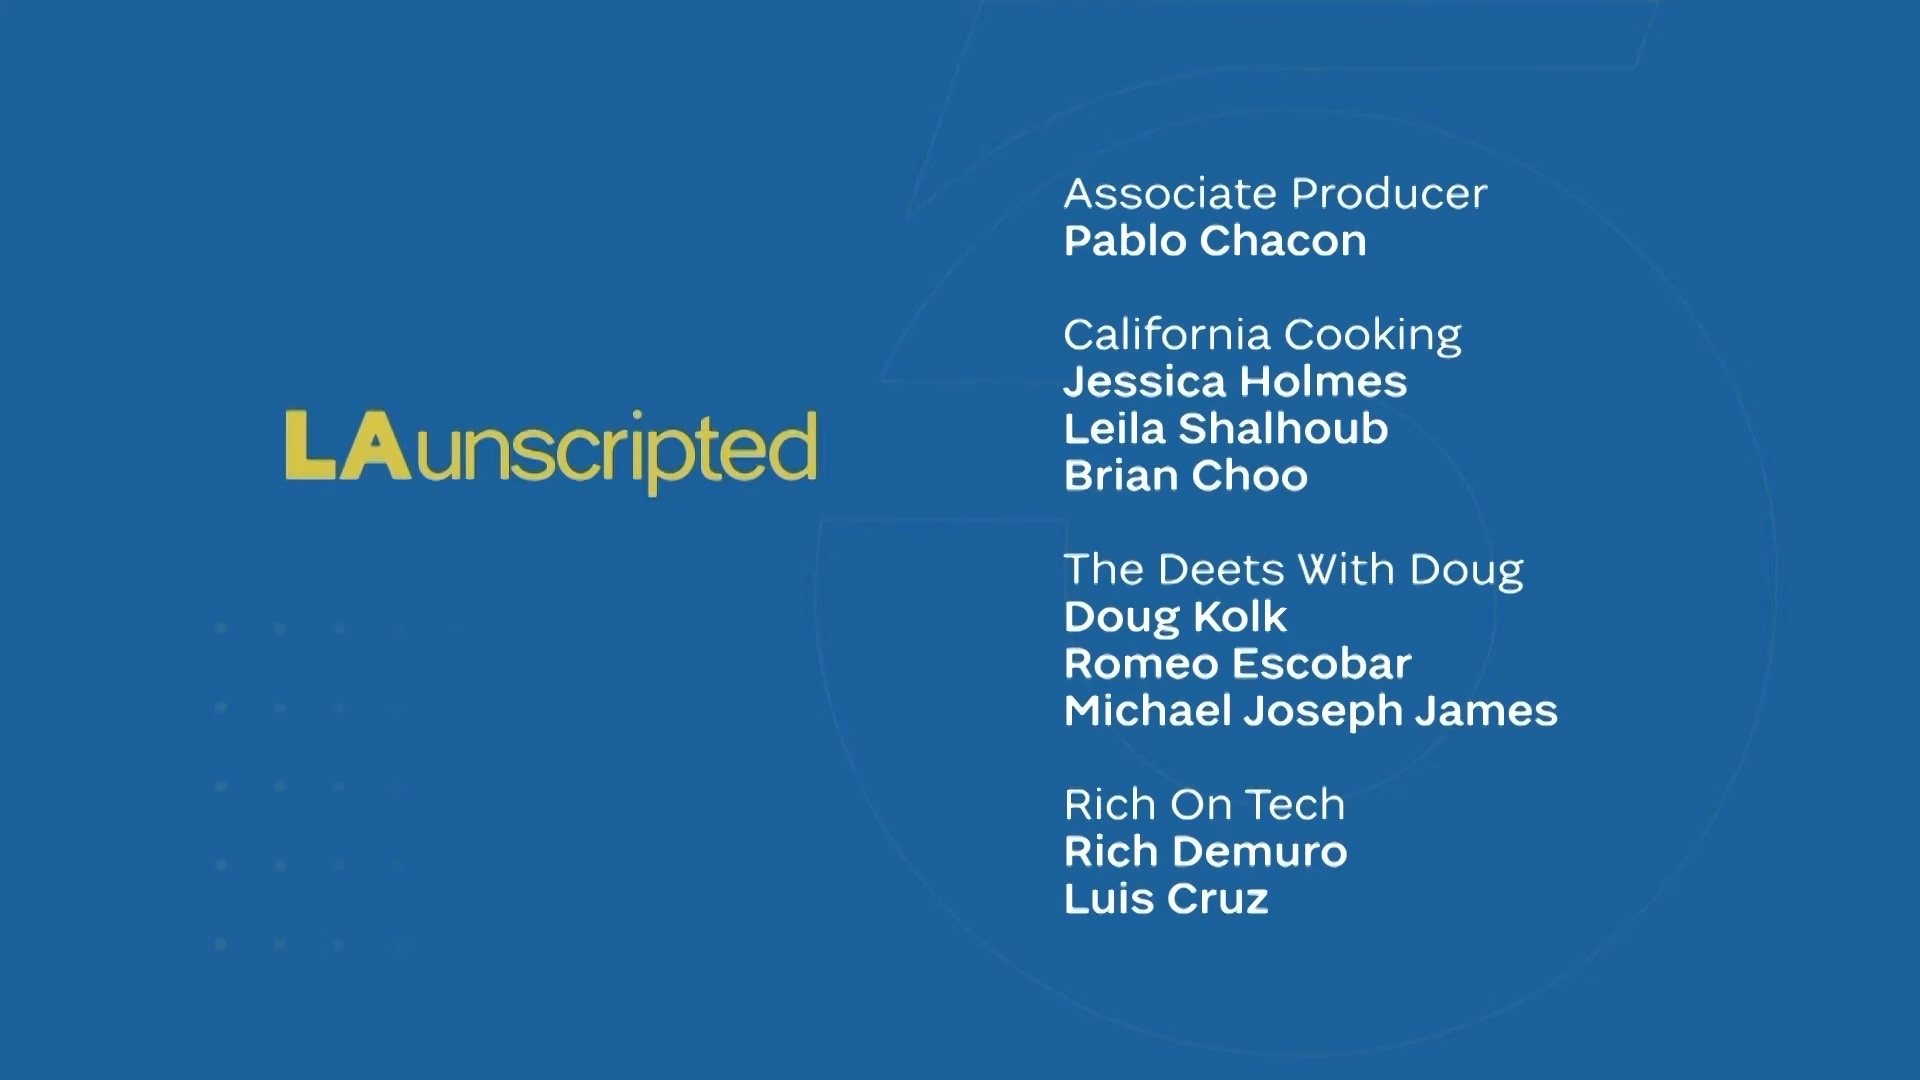 LAunscripted
Associate Producer
Pablo Chacon
California Cooking
Jessica Holmes
Leila Shalhoub
Brian Choo
The Deets With Doug
Doug Kolk
Romeo Escobar
Michael Joseph James
Rich On Tech
Rich Demuro
Luis Cruz